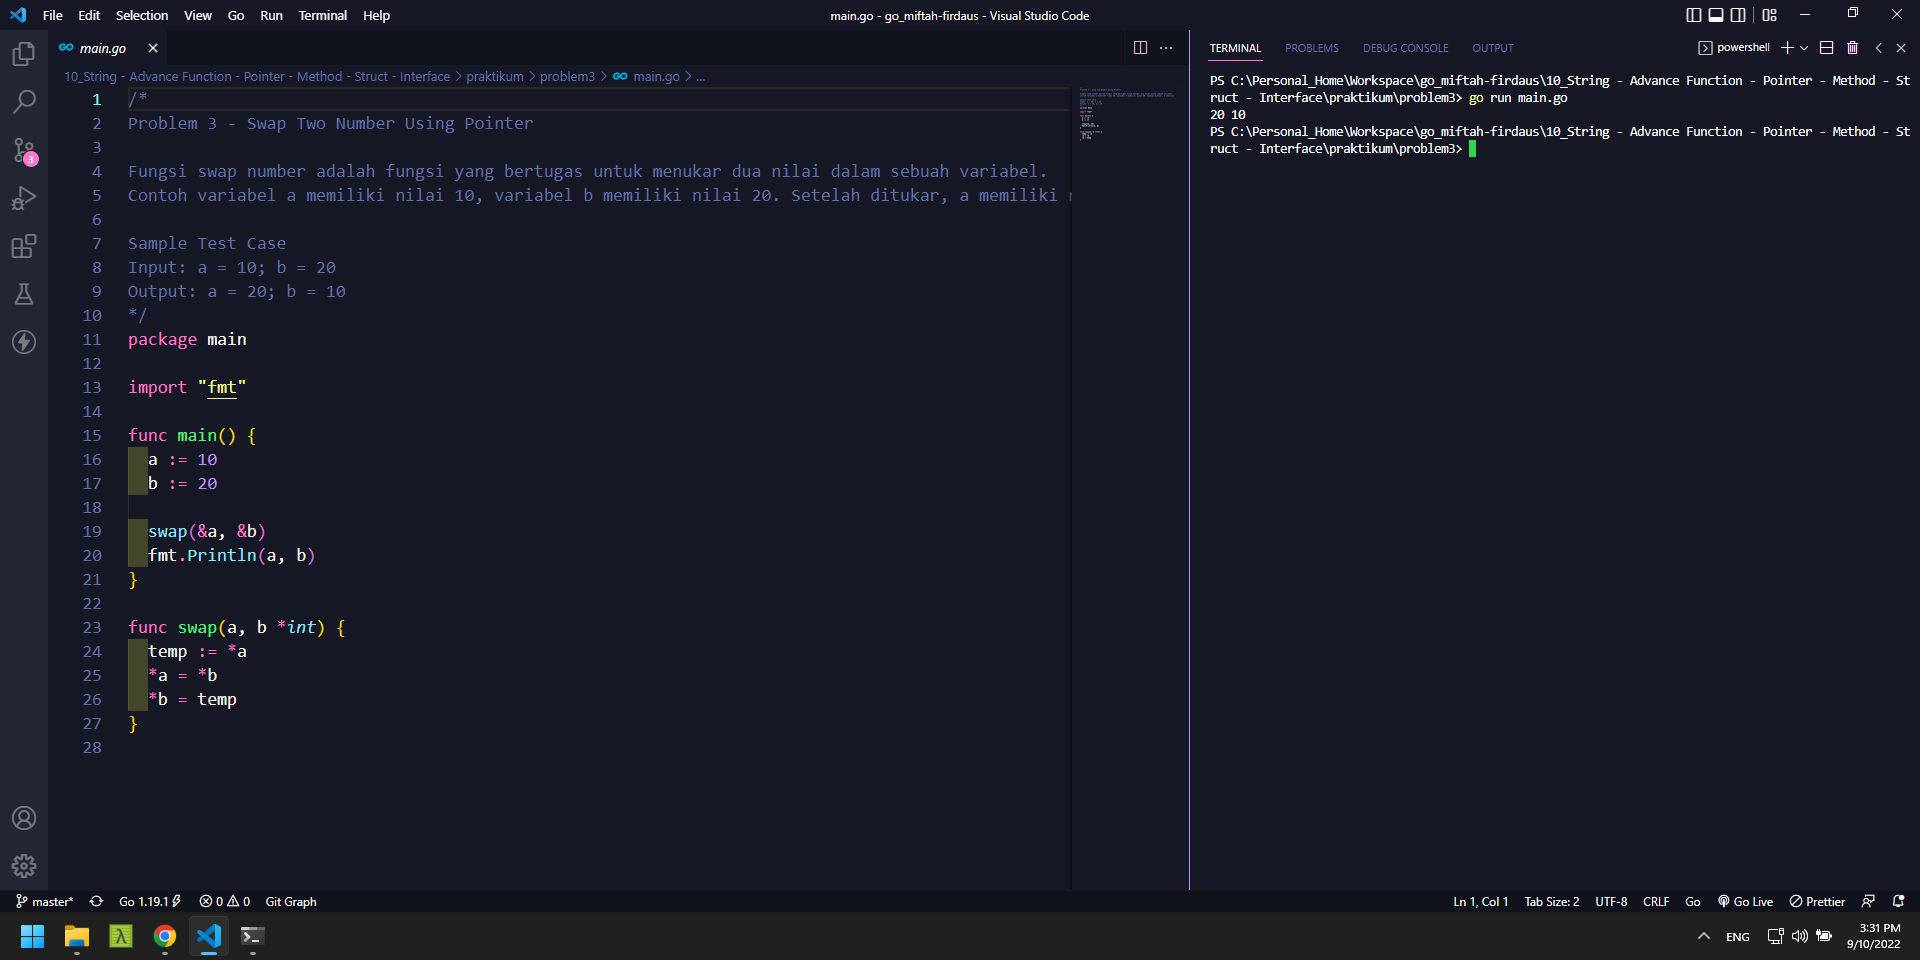 File Edit Selection View Go Run Terminal Help
main.go - go_miftah-firdaus - Visual Studio Code
GO main.go
10_String - Advance Function - Pointer - Method - Struct - Interface > praktikum > problem3 > GO main.go > ...
1 /*
2 Problem 3 - Swap Two Number Using Pointer
3
4 Fungsi swap number adalah fungsi yang bertugas untuk menukar dua nilai dalam sebuah variabel.
5 Contoh variabel a memiliki nilai 10, variabel b memiliki nilai 20. Setelah ditukar, a memiliki
6
7 Sample Test Case
8 Input: a = 10; b = 20
9 Output: a = 20; b = 10
10 */
11 package main
12
13 import "fmt"
14
15 func main() {
16 a := 10
17 b := 20
18
19 swap(&a, &b)
20 fmt.Println(a, b)
21 }
22
23 func swap(a, b *int) {
24 temp := *a
25 *a = *b
26 *b = temp
27 }
28
TERMINAL PROBLEMS DEBUG CONSOLE OUTPUT
powershell
PS C:\Personal_Home\Workspace\go_miftah-firdaus\10_String - Advance Function - Pointer - Method - St
ruct - Interface\praktikum\problem3> go run main.go
20 10
PS C:\Personal_Home\Workspace\go_miftah-firdaus\10_String - Advance Function - Pointer - Method - St
ruct - Interface\praktikum\problem3>
3
master* Go 1.19.1 0 0 Git Graph
Ln 1, Col 1 Tab Size: 2 UTF-8 CRLF Go Go Live Prettier
ENG
3:31 PM
9/10/2022